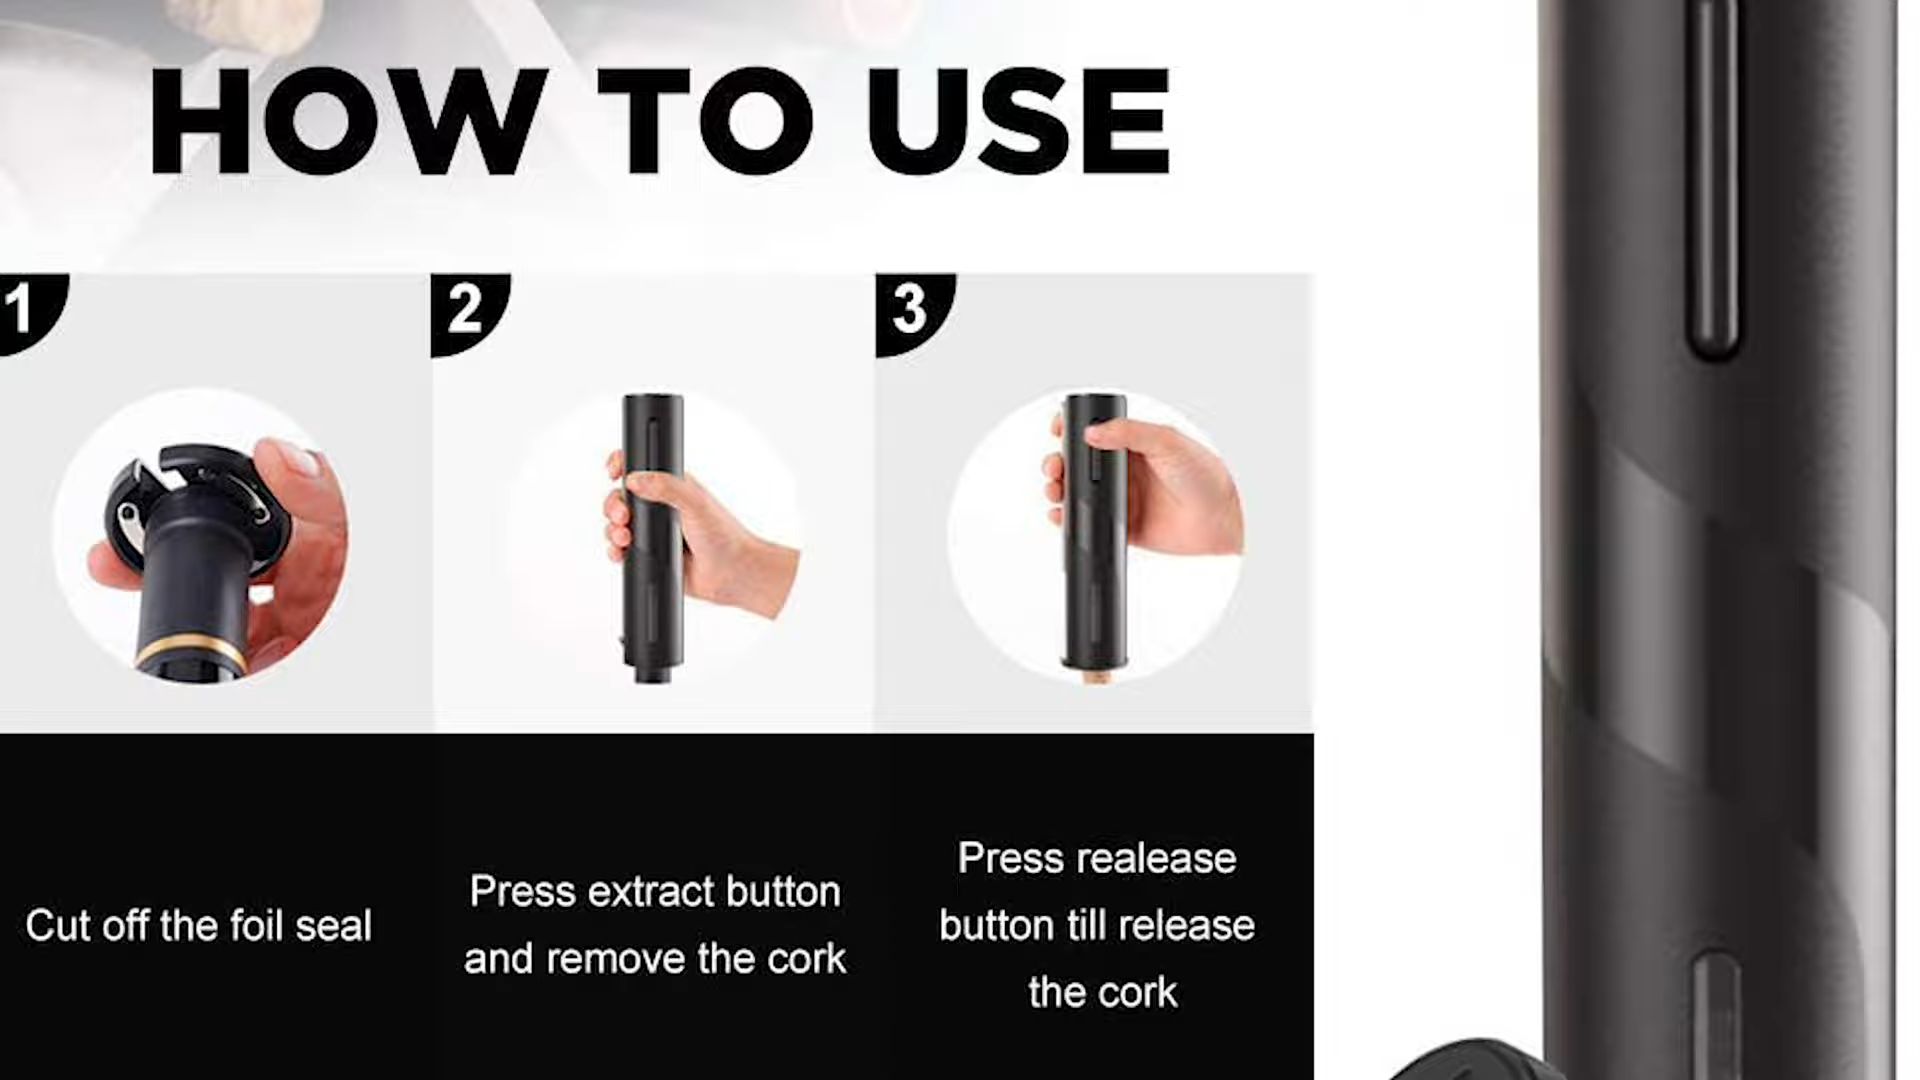 HOW TO USE
1
2
3
Cut off the foil seal
Press extract button
and remove the cork
Press realease
button till release
the cork